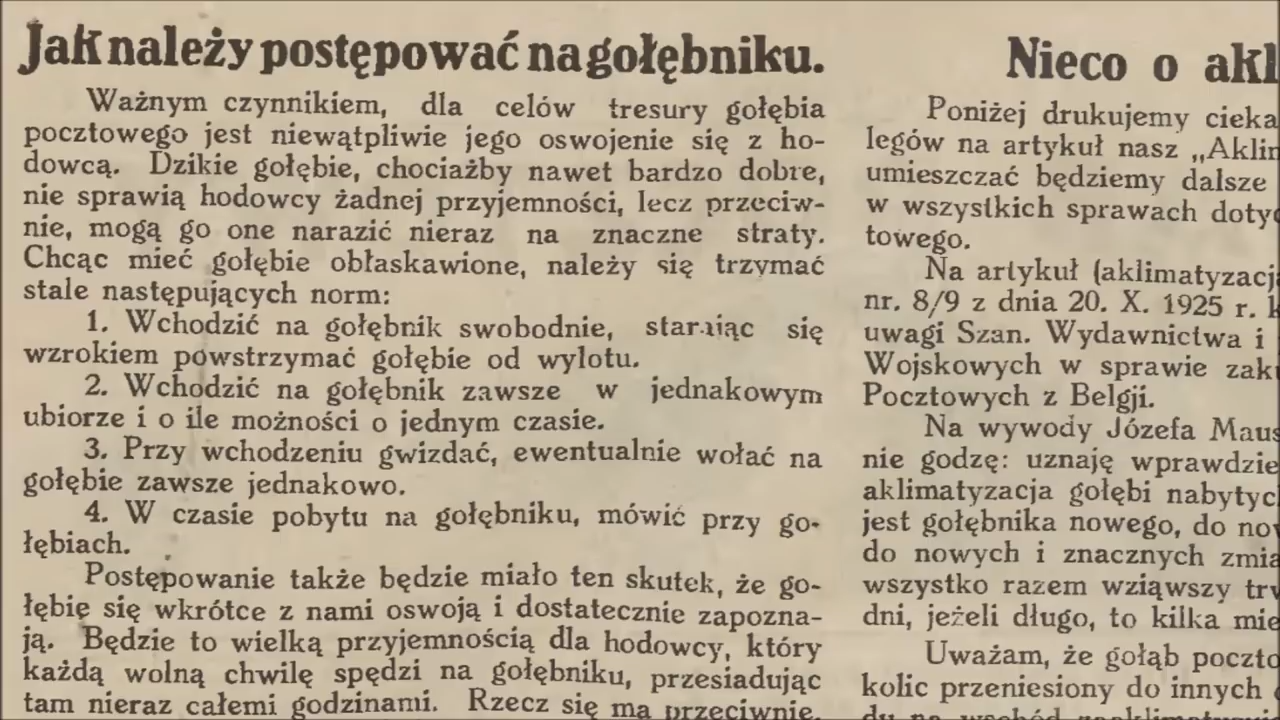 Jak należy postępować na gołębniku.
Ważnym czynnikiem, dla celów tresury gołębia
pocztowego jest niewątpliwie jego oswojenie się z ho-
dowcą. Dzikie gołębie, chociażby nawet bardzo dobre,
nie sprawią hodowcy żadnej przyjemności, lecz przeciw-
nie, mogą go one narazić nieraz na znaczne straty.
Chcąc mieć gołębie obłaskawione, należy się trzymać
stale następujących norm:
1. Wchodzić na gołębnik swobodnie, starając się
wzrokiem powstrzymać gołębie od wylotu.
2. Wchodzić na gołębnik zawsze w jednakowym
ubiorze i o ile możności o jednym czasie.
3. Przy wchodzeniu gwizdać, ewentualnie wołać na
gołębie zawsze jednakowo.
4. W czasie pobytu na gołębniku, mówić przy go-
łębiach.
Postępowanie także będzie miało ten skutek, że go-
łębie się wkrótce z nami oswoją i dostatecznie zapozna-
ją. Będzie to wielką przyjemnością dla hodowcy, który
każdą wolną chwilę spędzi na gołębniku, przesiadując
tam nieraz całemi godzinami. Rzecz się ma przeciwnie,
Nieco o akl
Poniżej drukujemy cieka
legów na artykuł nasz „Aklim
umieszczać będziemy dalsze
w wszystkich sprawach dotyc
towego.
Na artykuł (aklimatyzacj
nr. 8/9 z dnia 20. X. 1925 r. k
uwagi Szan. Wydawnictwa i
Wojskowych w sprawie zaku
Pocztowych z Belgji.
Na wywody Józefa Maus
nie godzę: uznaję wprawdzie
aklimatyzacja gołębi nabytyc
jest gołębnika nowego, do now
do nowych i znacznych zmia
wszystko razem wziąwszy trw
dni, jeżeli długo, to kilka mie
Uważam, że gołąb poczto
kolic przeniesiony do innych